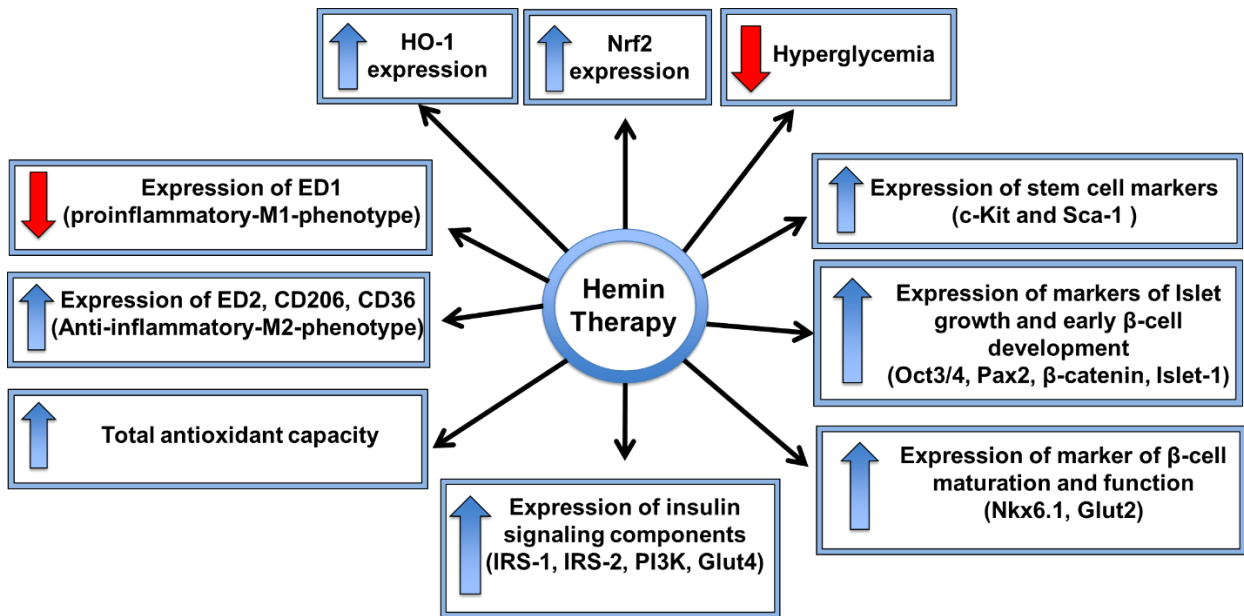 HO-1
expression
Nrf2
expression
Hyperglycemia
Expression of ED1
(proinflammatory-M1-phenotype)
Expression of stem cell markers
(c-Kit and Sca-1 )
Expression of ED2, CD206, CD36
(Anti-inflammatory-M2-phenotype)
Hemin
Therapy
Expression of markers of Islet
growth and early β-cell
development
(Oct3/4, Pax2, β-catenin, Islet-1)
Total antioxidant capacity
Expression of marker of β-cell
maturation and function
(Nkx6.1, Glut2)
Expression of insulin
signaling components
(IRS-1, IRS-2, PI3K, Glut4)